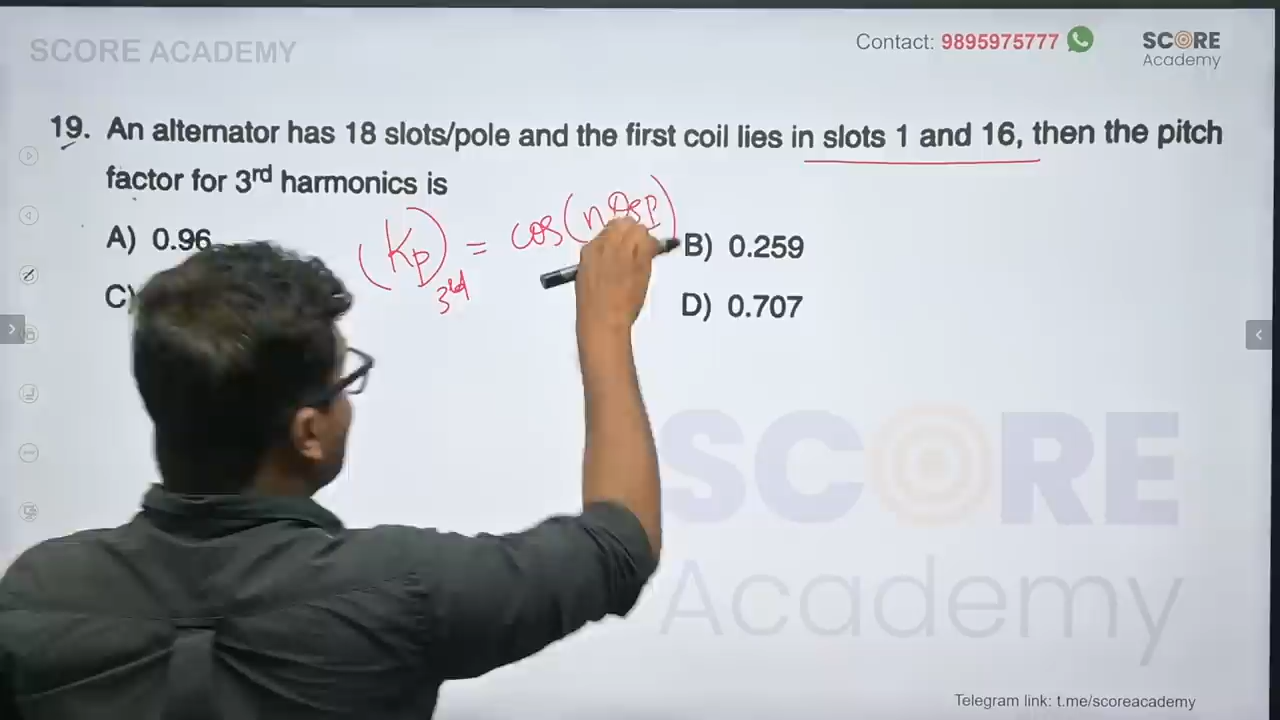 SCORE ACADEMY
Contact: 9895975777
SCORE
Academy
19. An alternator has 18 slots/pole and the first coil lies in slots 1 and 16, then the pitch
factor for 3rd harmonics is
A) 0.96
B) 0.259
C)
D) 0.707
(Kp)3rd = cos(n
SCORE
Academy
Telegram link: t.me/scoreacademy